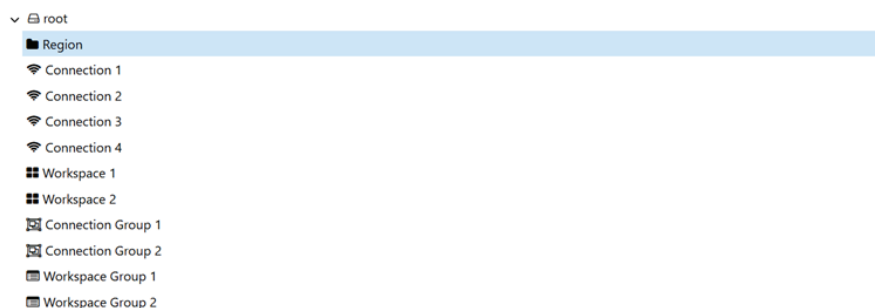 root
Region
Connection 1
Connection 2
Connection 3
Connection 4
Workspace 1
Workspace 2
Connection Group 1
Connection Group 2
Workspace Group 1
Workspace Group 2